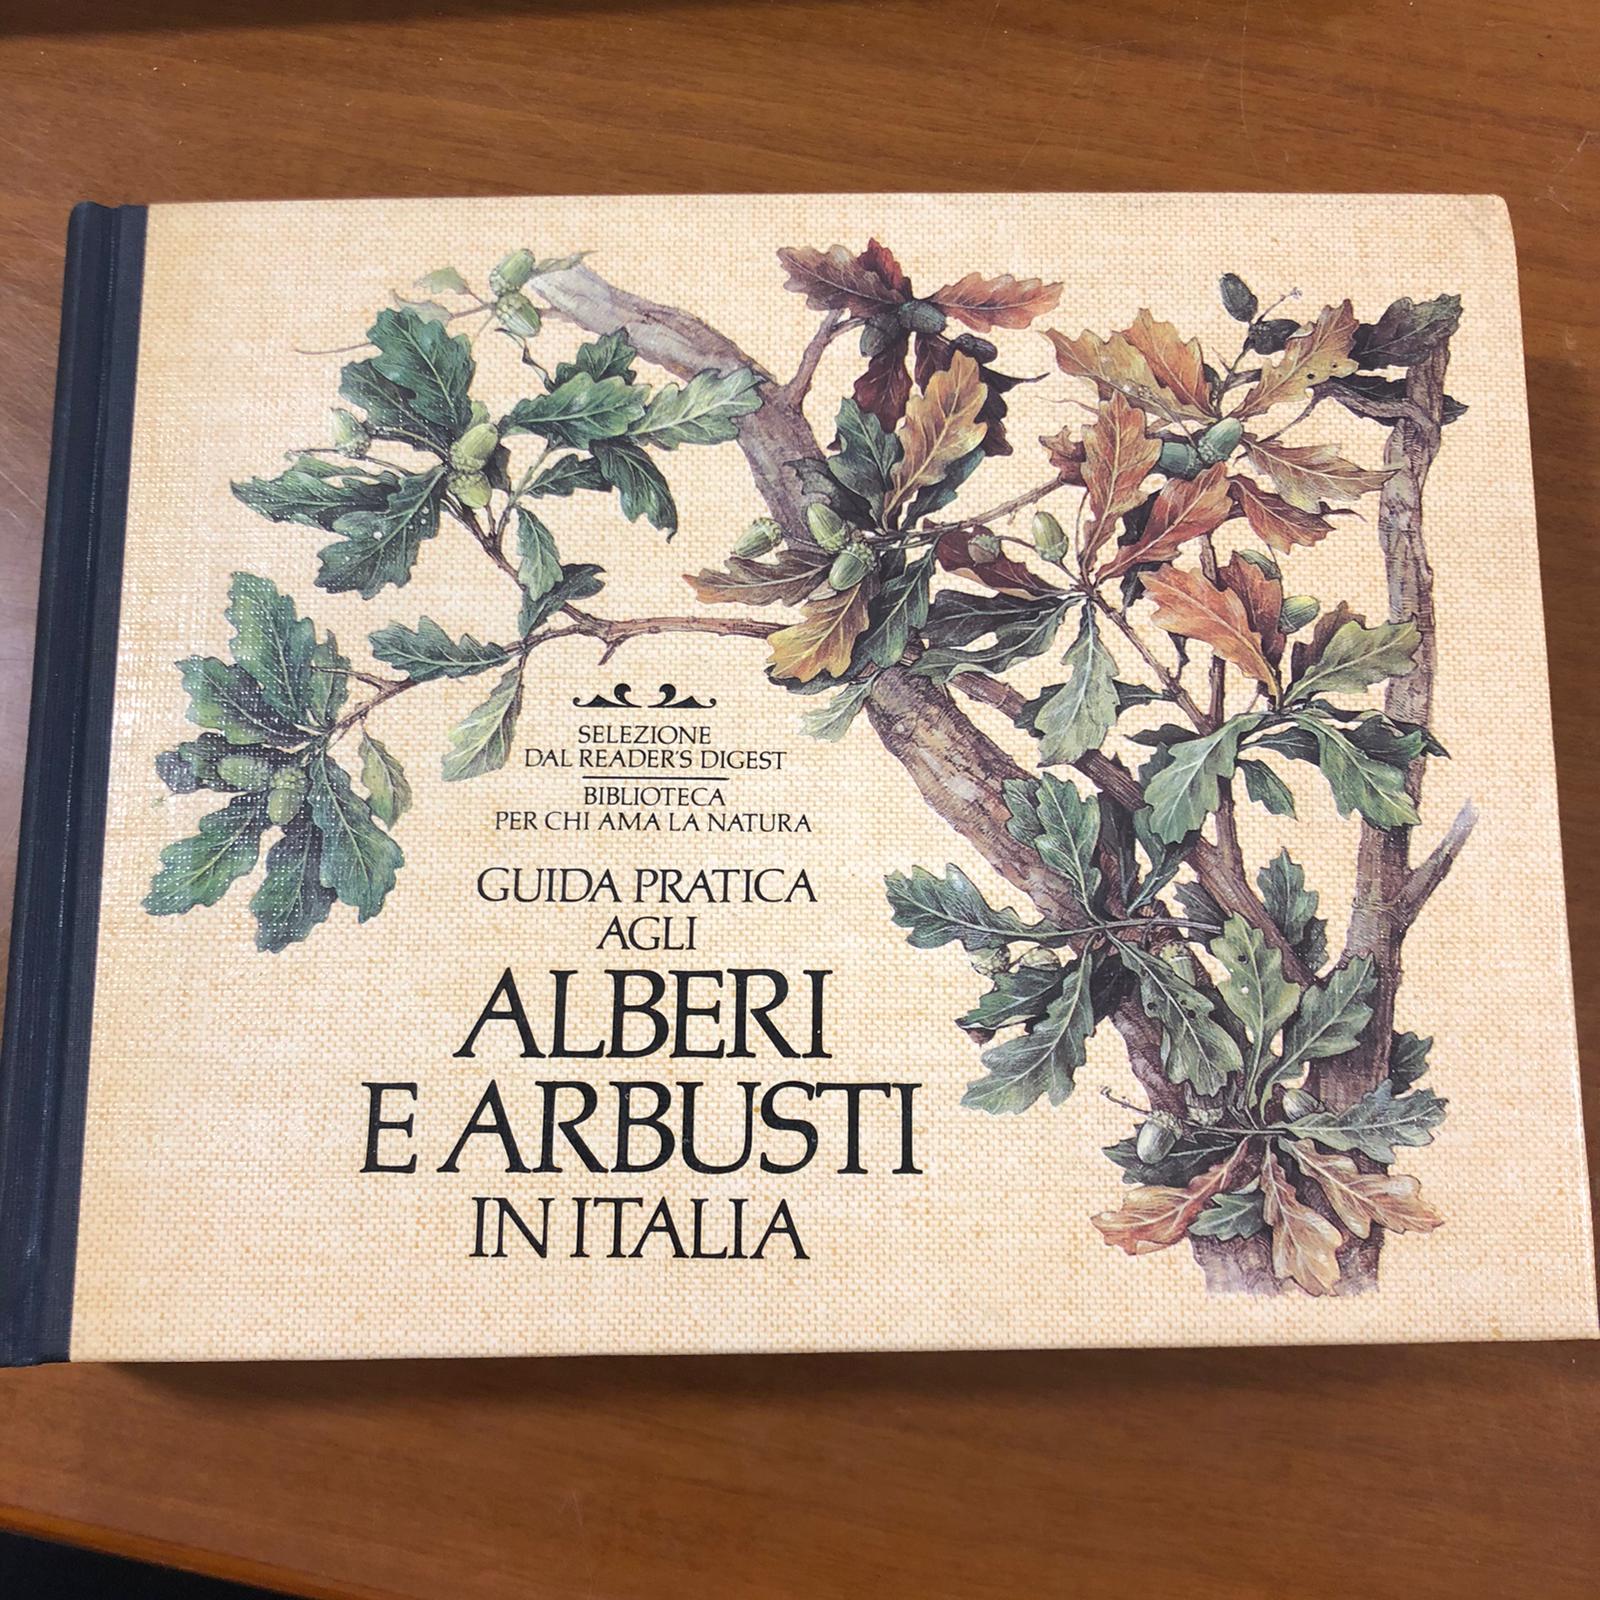 SELEZIONE
DAL READER'S DIGEST
BIBLIOTECA
PER CHI AMA LA NATURA
GUIDA PRATICA
AGLI
ALBERI
E ARBUSTI
IN ITALIA